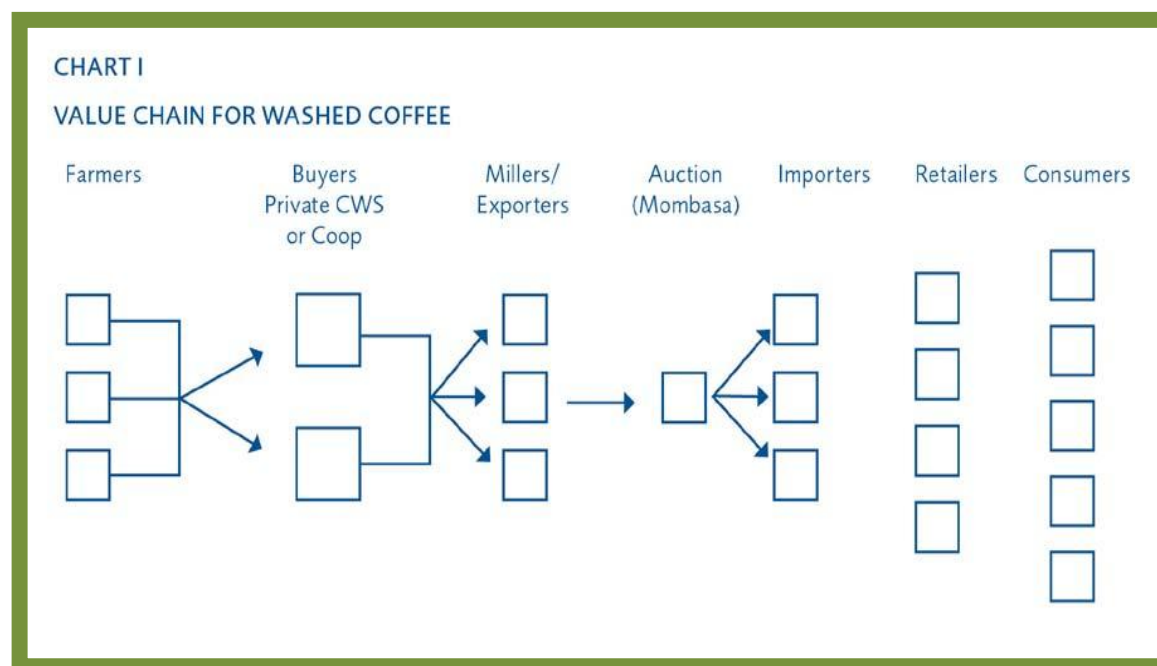 CHART I
VALUE CHAIN FOR WASHED COFFEE
Farmers
Buyers
Private CWS
or Coop
Millers/
Exporters
Auction
(Mombasa)
Importers
Retailers
Consumers